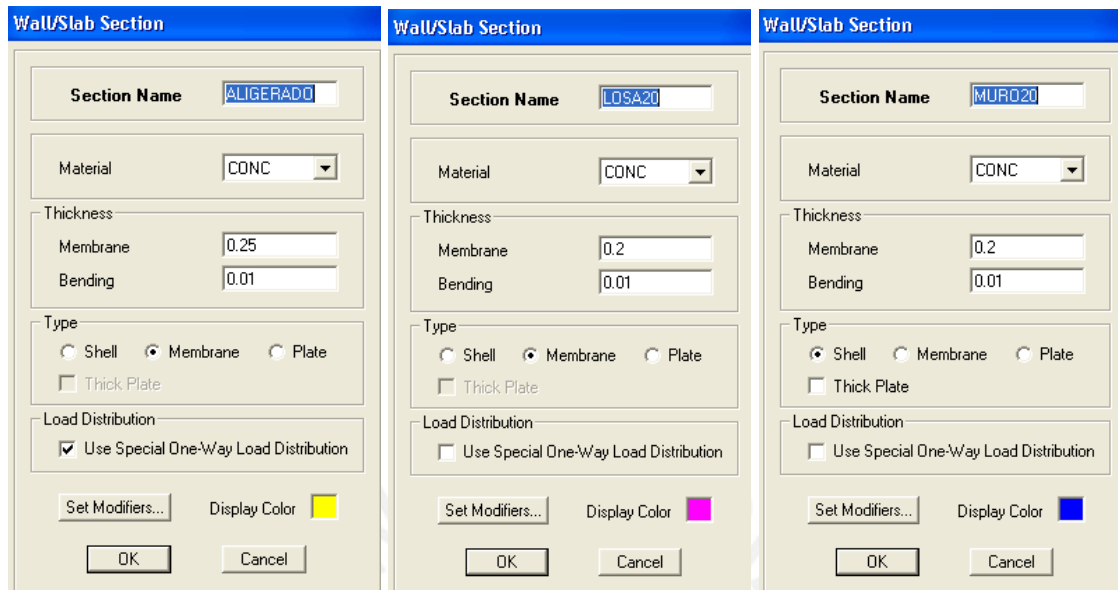 Wall/Slab Section
Section Name ALIGERADO
Material CONC
Thickness
Membrane 0.25
Bending 0.01
Type
Shell Membrane Plate
Thick Plate
Load Distribution
Use Special One-Way Load Distribution
Set Modifiers... Display Color
OK Cancel
Wall/Slab Section
Section Name LOSA20
Material CONC
Thickness
Membrane 0.2
Bending 0.01
Type
Shell Membrane Plate
Thick Plate
Load Distribution
Use Special One-Way Load Distribution
Set Modifiers... Display Color
OK Cancel
Wall/Slab Section
Section Name MURO20
Material CONC
Thickness
Membrane 0.2
Bending 0.01
Type
Shell Membrane Plate
Thick Plate
Load Distribution
Use Special One-Way Load Distribution
Set Modifiers... Display Color
OK Cancel